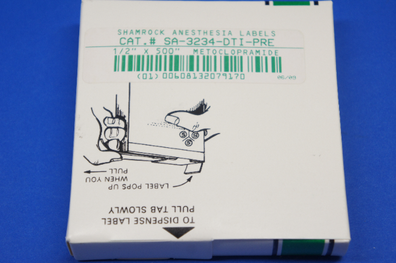 SHAMROCK ANESTHESIA LABELS
CAT.# SA-3234-DTI-PRE
1/2" X 500" METOCLOPRAMIDE
(01) 00608132079170
TO DISPENSE LABEL
PULL TAB SLOWLY
LABEL POPS UP
WHEN YOU
PULL